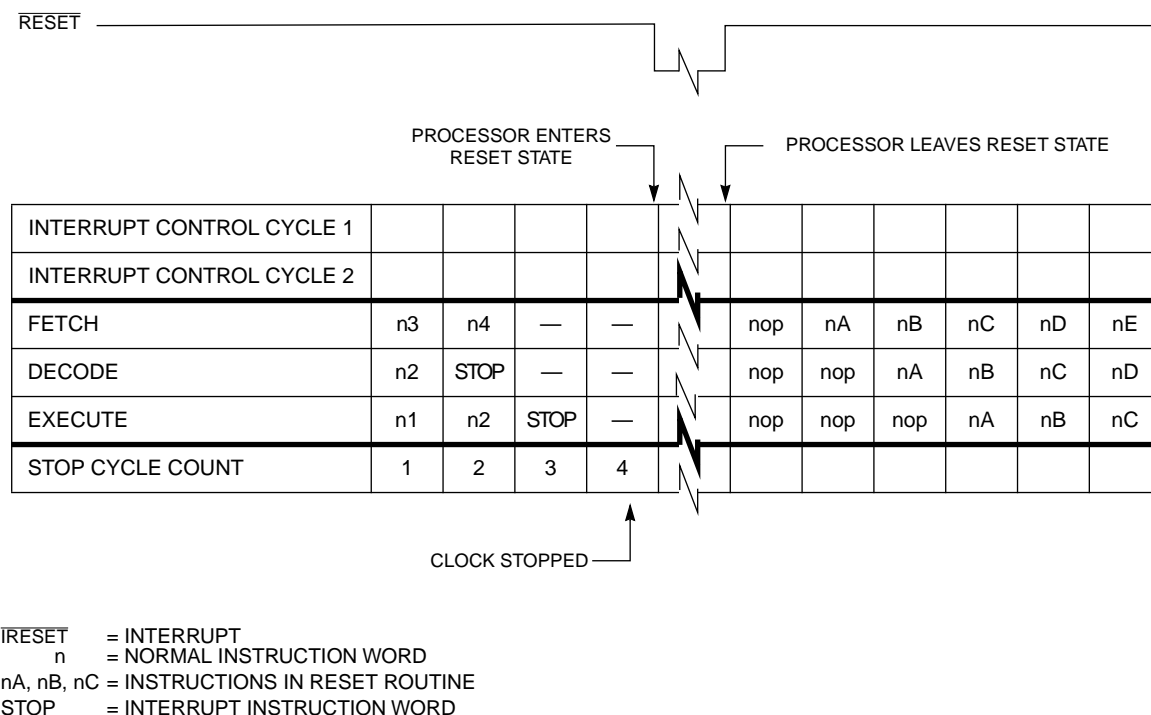 RESET
PROCESSOR ENTERS
RESET STATE
PROCESSOR LEAVES RESET STATE
INTERRUPT CONTROL CYCLE 1
INTERRUPT CONTROL CYCLE 2
FETCH n3 n4 — — nop nA nB nC nD nE
DECODE n2 STOP — — nop nop nA nB nC nD
EXECUTE n1 n2 STOP — nop nop nop nA nB nC
STOP CYCLE COUNT 1 2 3 4
CLOCK STOPPED
IRESET = INTERRUPT
n = NORMAL INSTRUCTION WORD
nA, nB, nC = INSTRUCTIONS IN RESET ROUTINE
STOP = INTERRUPT INSTRUCTION WORD